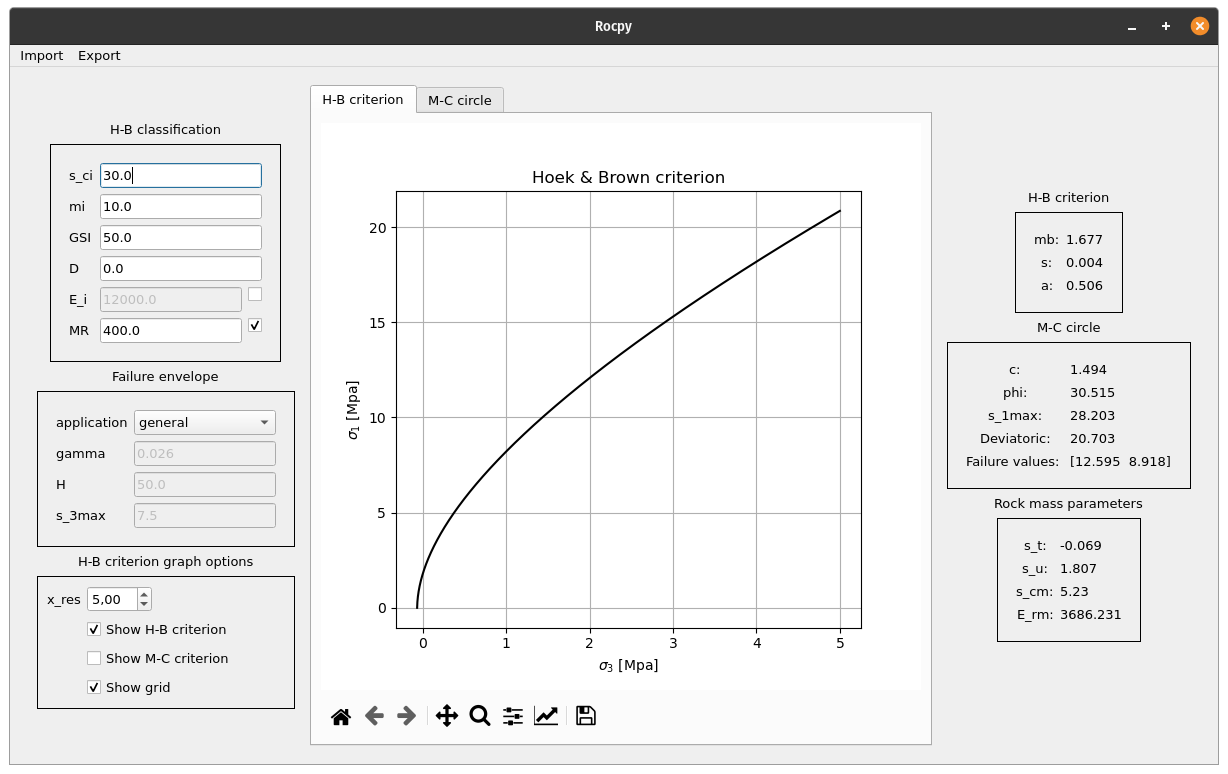 Rocpy
Import Export
H-B classification
s_ci 30.0
mi 10.0
GSI 50.0
D 0.0
E_i 12000.0
MR 400.0
Failure envelope
application general
gamma 0.026
H 50.0
s_3max 7.5
H-B criterion graph options
x_res 5,00
Show H-B criterion
Show M-C criterion
Show grid
H-B criterion M-C circle
Hoek & Brown criterion
20
15
10
5
0
σ1 [Mpa]
0 1 2 3 4 5
σ3 [Mpa]
H-B criterion
mb: 1.677
s: 0.004
a: 0.506
M-C circle
c: 1.494
phi: 30.515
s_1max: 28.203
Deviatoric: 20.703
Failure values: [12.595 8.918]
Rock mass parameters
s_t: -0.069
s_u: 1.807
s_cm: 5.23
E_rm: 3686.231